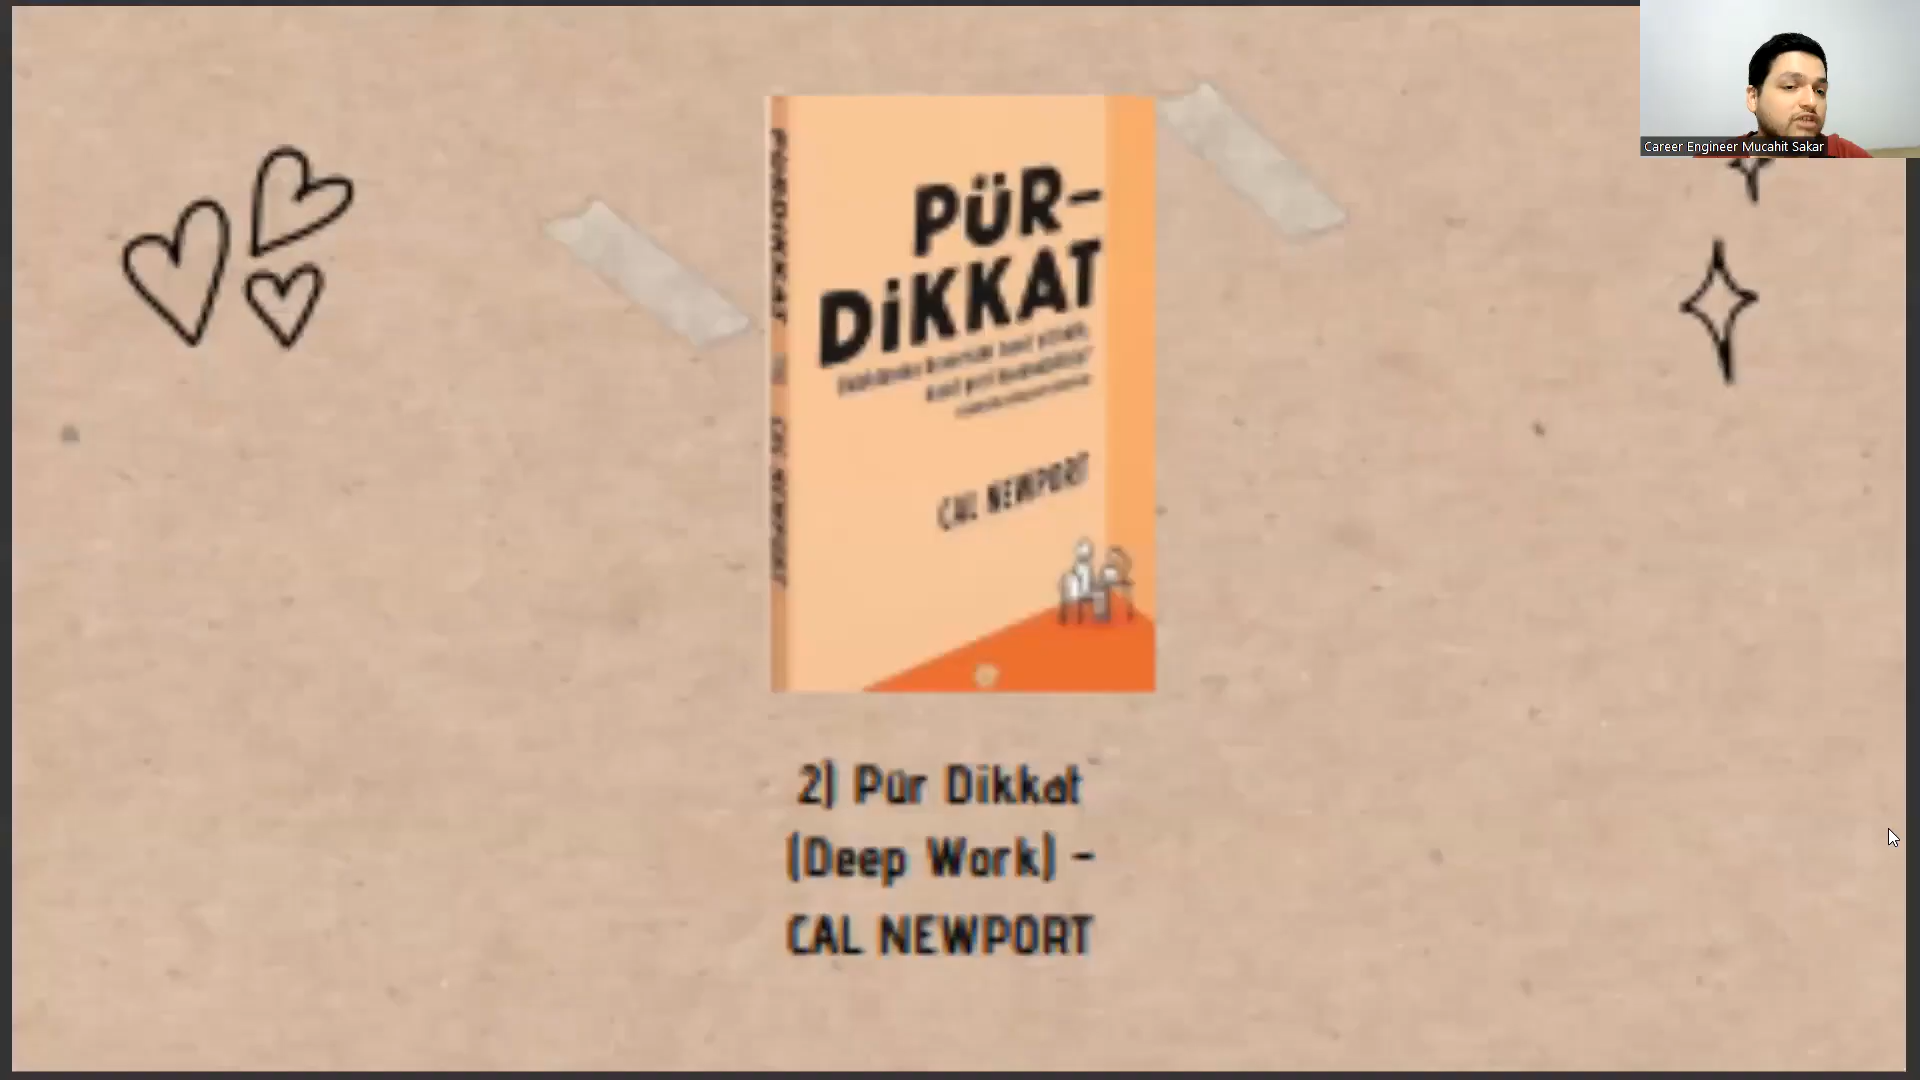 Career Engineer Mucahit Sakar
PÜR-
DİKKAT
CAL NEWPORT
PÜR-DİKKAT
CAL NEWPORT
2) Pür Dikkat
(Deep Work) -
CAL NEWPORT